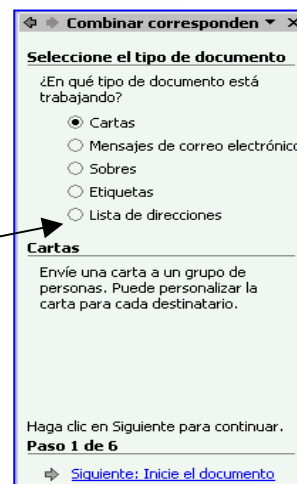 Combinar corresponden
Seleccione el tipo de documento
¿En qué tipo de documento está
trabajando?
Cartas
Mensajes de correo electrónico
Sobres
Etiquetas
Lista de direcciones
Cartas
Envíe una carta a un grupo de
personas. Puede personalizar la
carta para cada destinatario.
Haga clic en Siguiente para continuar.
Paso 1 de 6
Siguiente: Inicie el documento